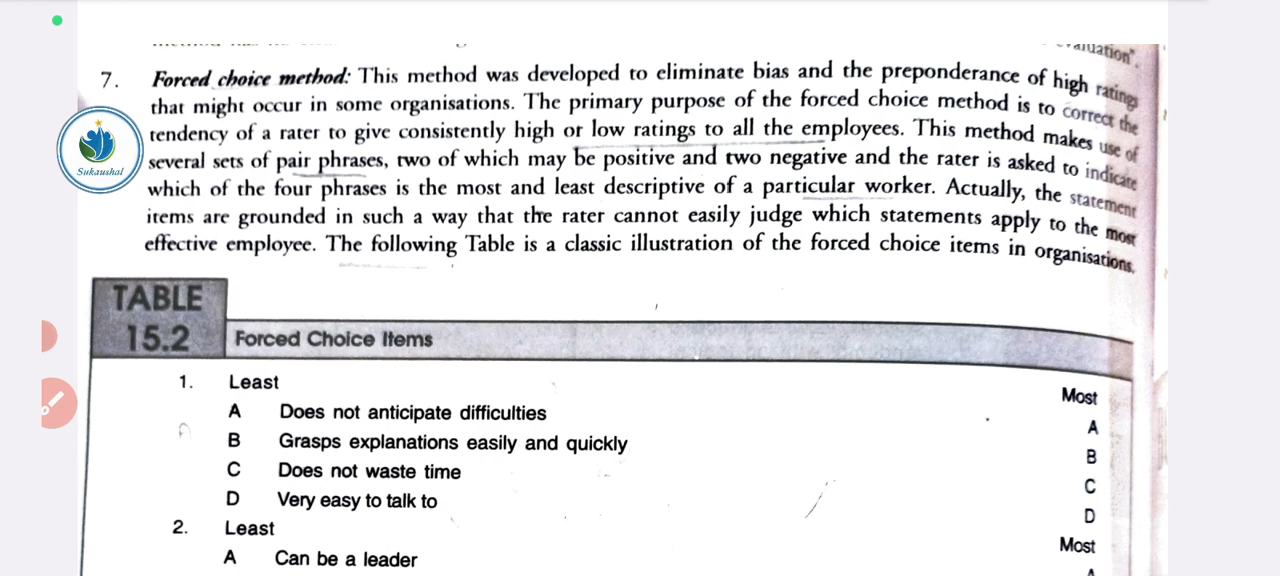 evaluation".
7. Forced choice method: This method was developed to eliminate bias and the preponderance of high ratings
that might occur in some organisations. The primary purpose of the forced choice method is to correct the
tendency of a rater to give consistently high or low ratings to all the employees. This method makes use of
several sets of pair phrases, two of which may be positive and two negative and the rater is asked to indicate
which of the four phrases is the most and least descriptive of a particular worker. Actually, the statement
items are grounded in such a way that the rater cannot easily judge which statements apply to the most
effective employee. The following Table is a classic illustration of the forced choice items in organisations.
Sukaushal
TABLE
15.2 Forced Choice Items
1. Least Most
A Does not anticipate difficulties A
B Grasps explanations easily and quickly B
C Does not waste time C
D Very easy to talk to D
2. Least Most
A Can be a leader A